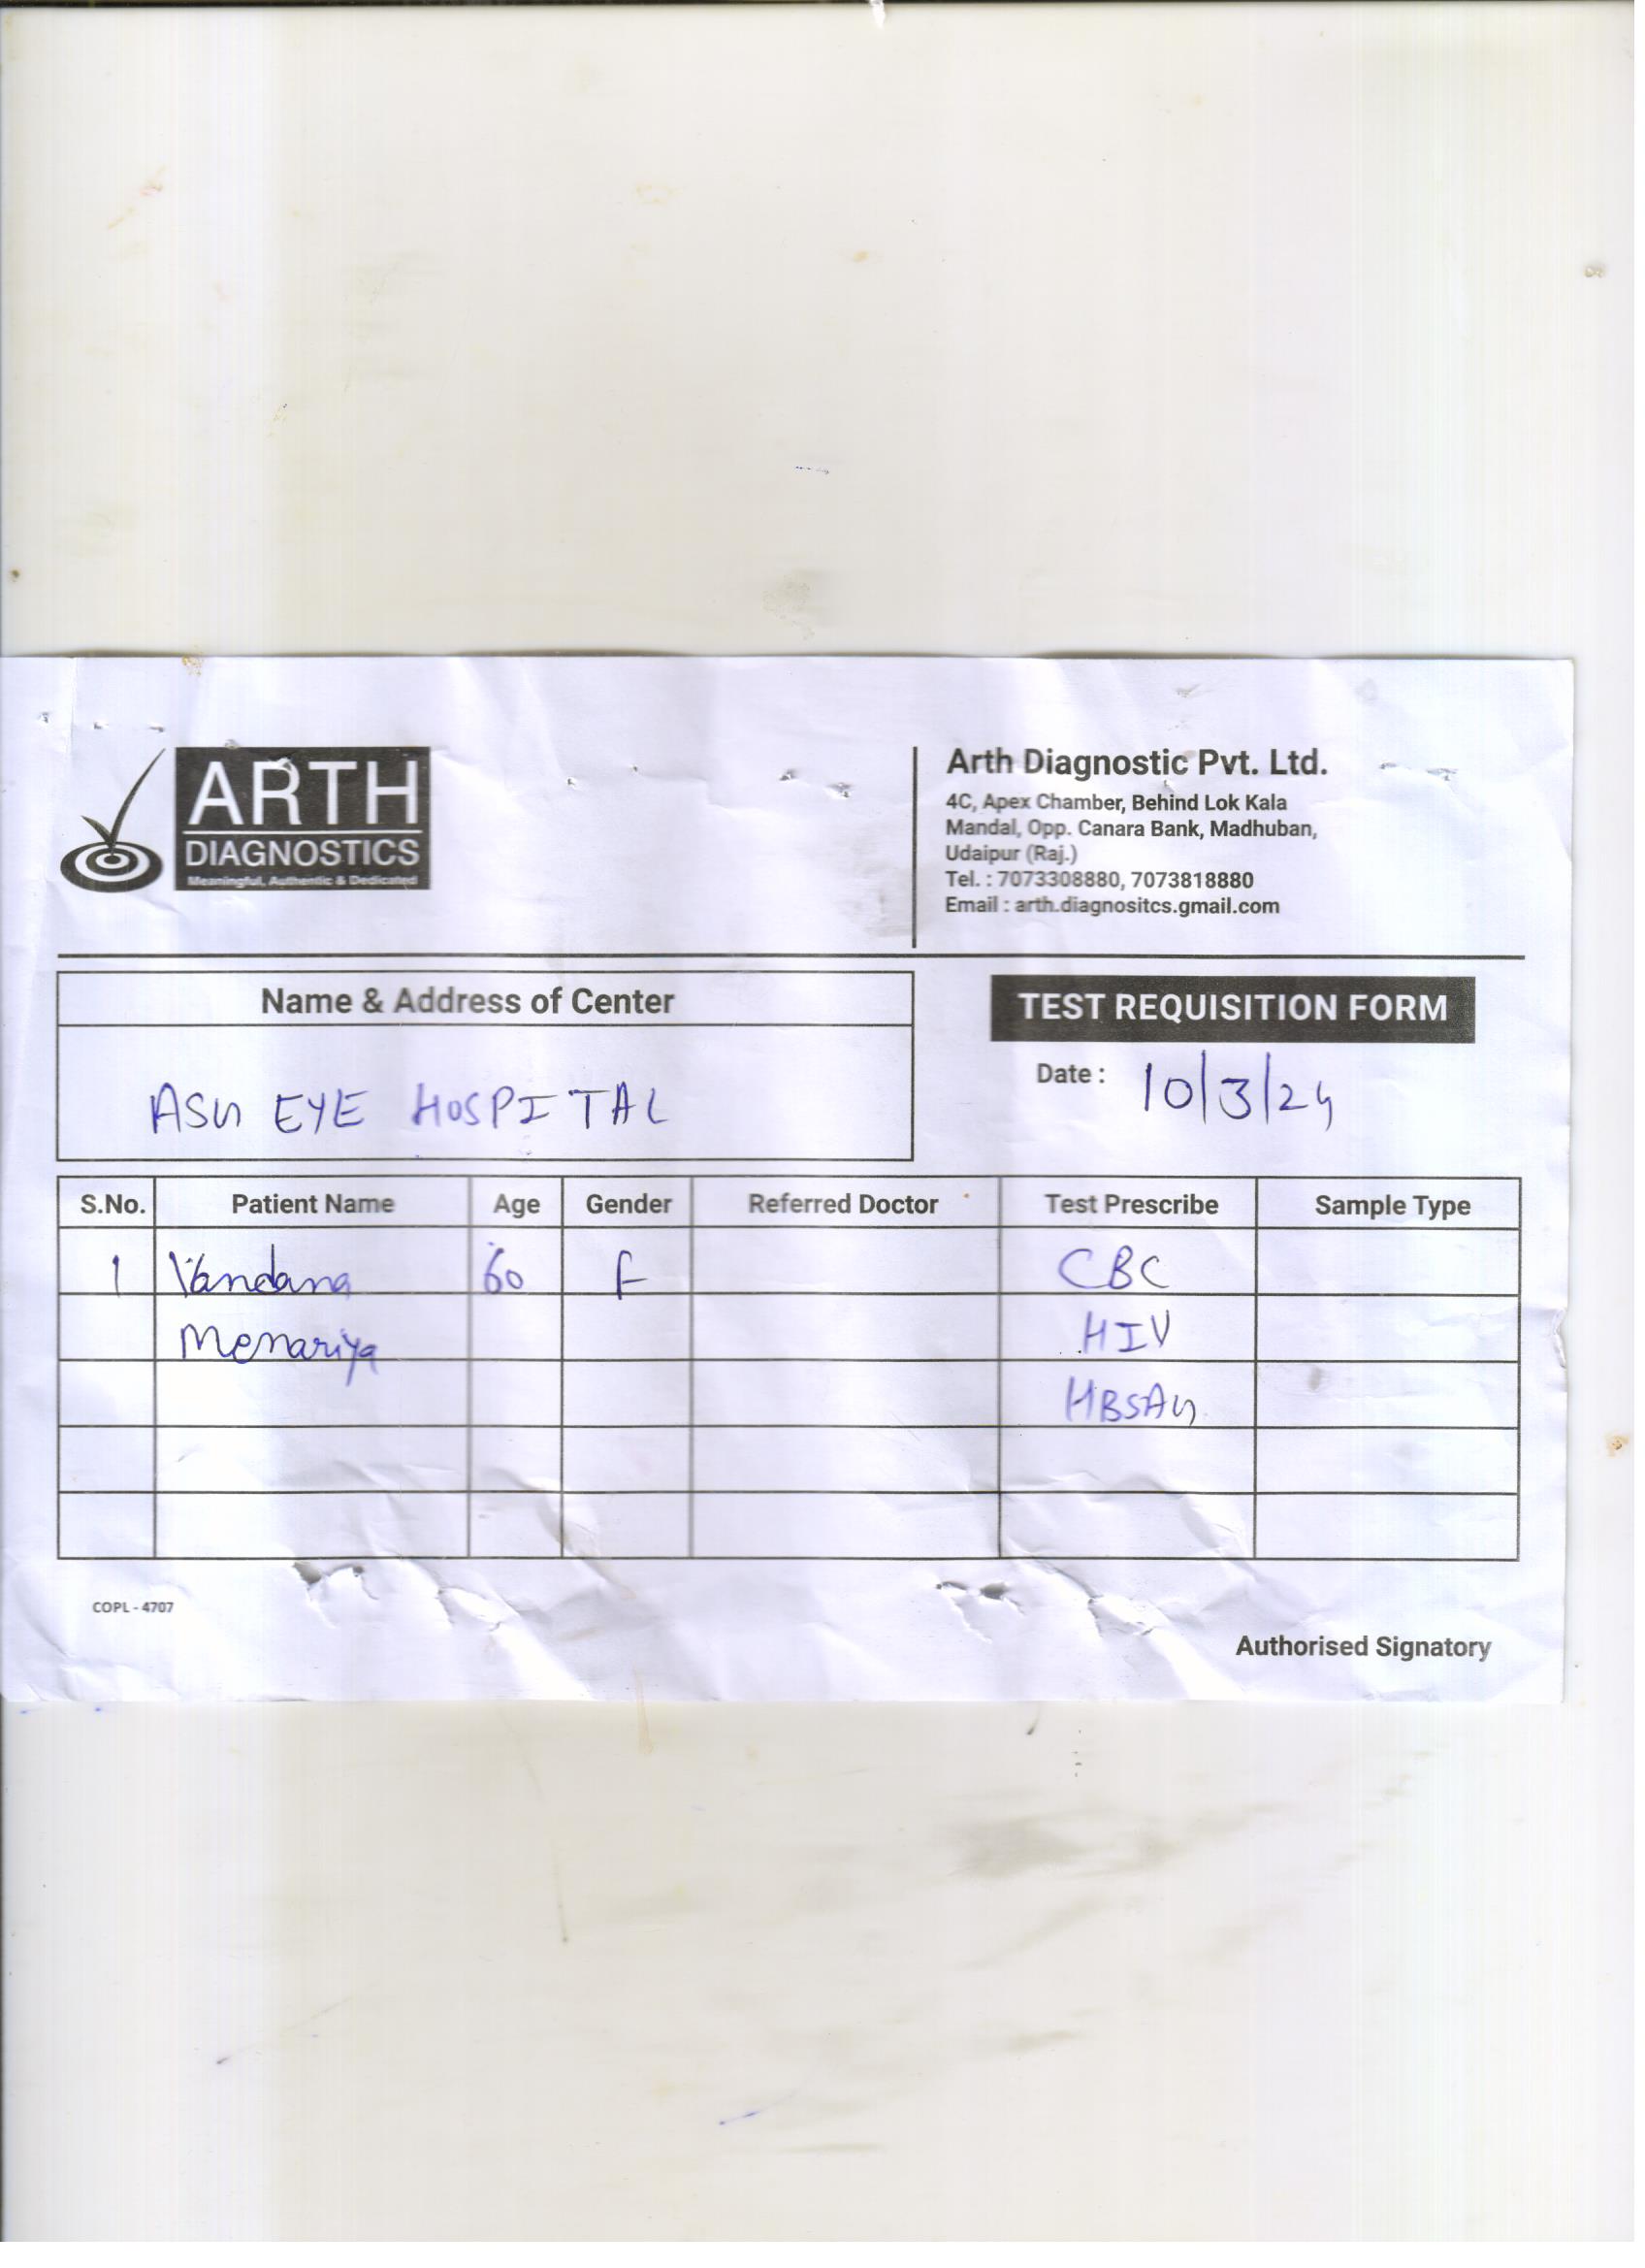 ARTH
DIAGNOSTICS
Meaningful, Authentic & Dedicated
Arth Diagnostic Pvt. Ltd.
4C, Apex Chamber, Behind Lok Kala
Mandal, Opp. Canara Bank, Madhuban,
Udaipur (Raj.)
Tel. : 7073308880, 7073818880
Email : arth.diagnositcs.gmail.com
Name & Address of Center
ASG EYE HOSPITAL
TEST REQUISITION FORM
Date : 10/3/24
S.No. Patient Name Age Gender Referred Doctor Test Prescribe Sample Type
1 Vandana 60 F CBC
Menariya HIV
HBSAG
COPL - 4707
Authorised Signatory